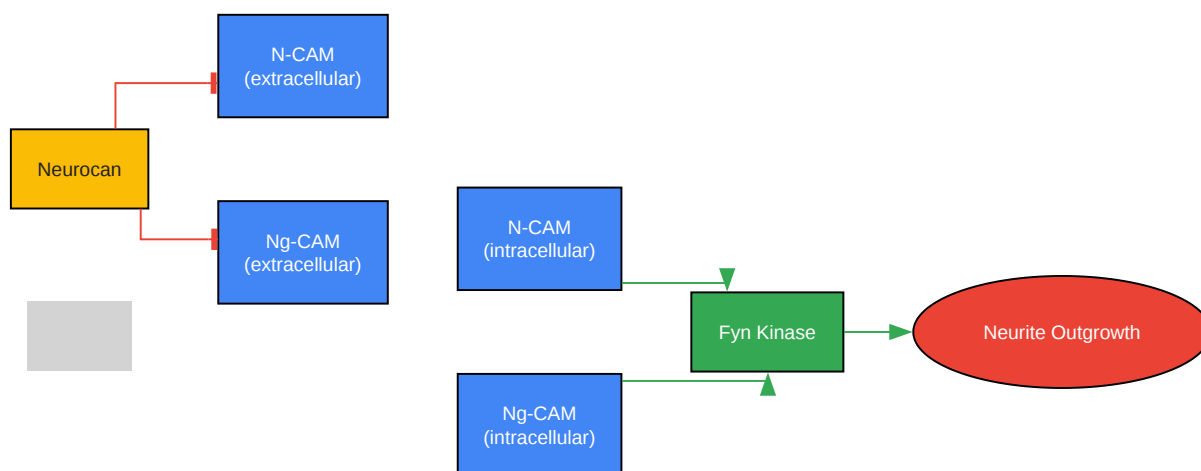 N-CAM
(extracellular)
Neurocan
Ng-CAM
(extracellular)
N-CAM
(intracellular)
Fyn Kinase
Neurite Outgrowth
Ng-CAM
(intracellular)